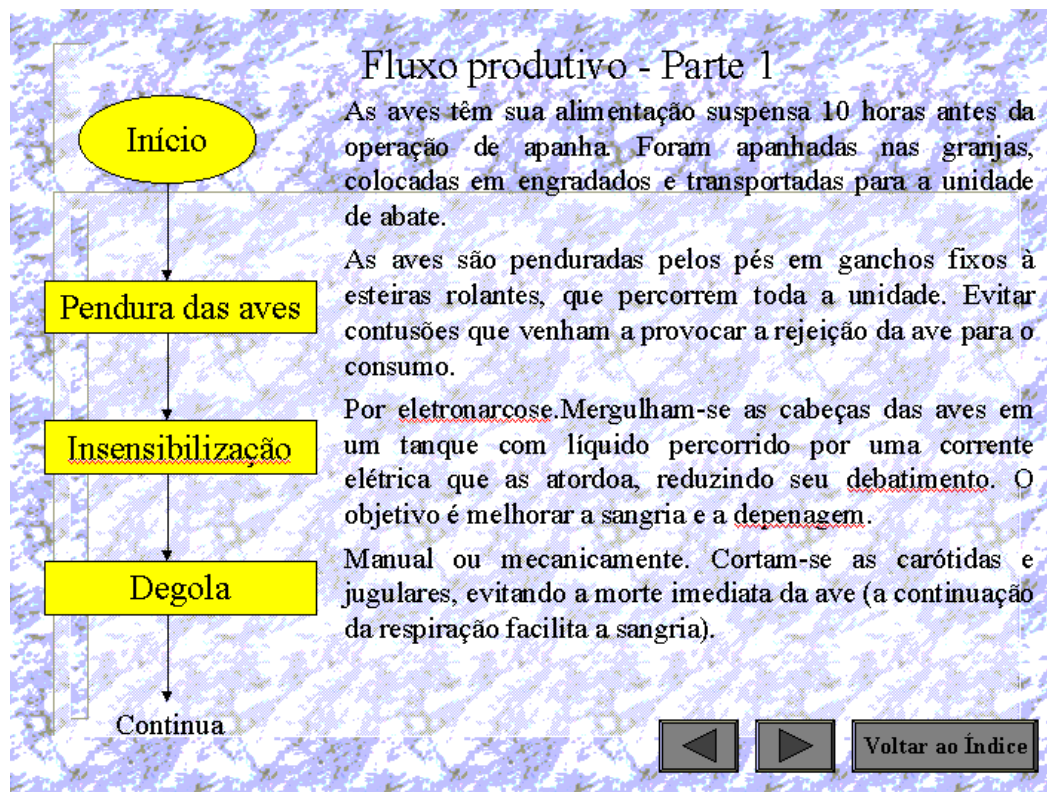 Fluxo produtivo - Parte 1
Início
As aves têm sua alimentação suspensa 10 horas antes da
operação de apanha. Foram apanhadas nas granjas,
colocadas em engradados e transportadas para a unidade
de abate.
Pendura das aves
As aves são penduradas pelos pés em ganchos fixos à
esteiras rolantes, que percorrem toda a unidade. Evitar
contusões que venham a provocar a rejeição da ave para o
consumo.
Insensibilização
Por eletronarcose.Mergulham-se as cabeças das aves em
um tanque com líquido percorrido por uma corrente
elétrica que as atordoa, reduzindo seu debatimento. O
objetivo é melhorar a sangria e a depenagem.
Degola
Manual ou mecanicamente. Cortam-se as carótidas e
jugulares, evitando a morte imediata da ave (a continuação
da respiração facilita a sangria).
Continua
Voltar ao Índice